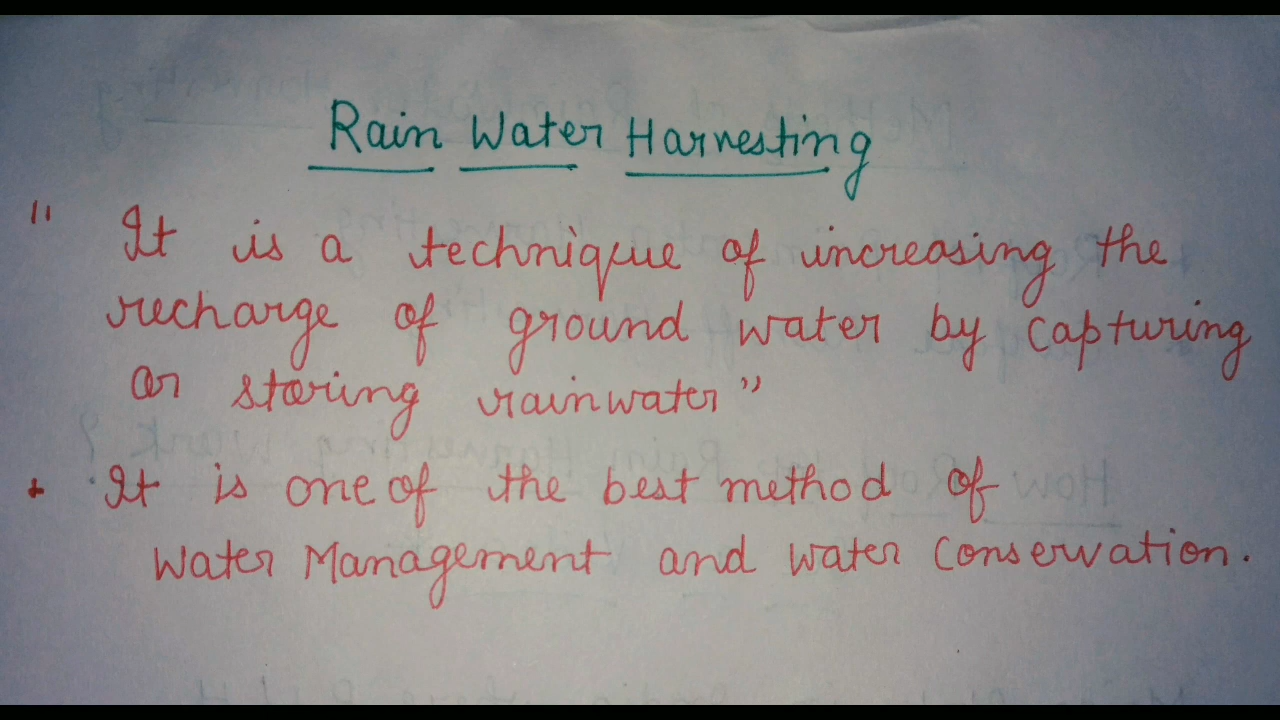 Rain Water Harvesting
" It is a technique of increasing the
recharge of ground water by capturing
or storing rainwater"
+ It is one of the best method of
Water Management and water Conservation.